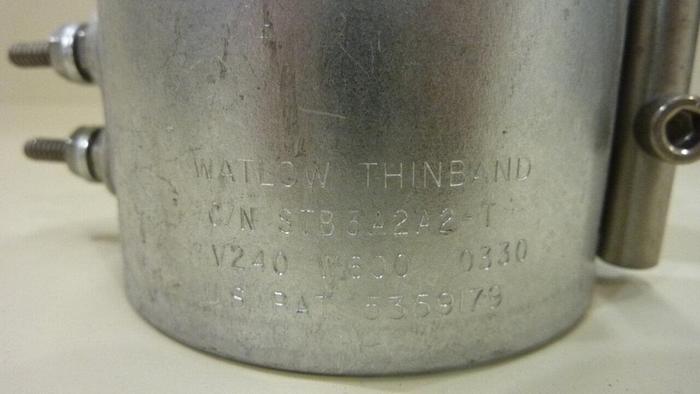 WATLOW THINBAND
C/N STB3A2A2-T
V240 W600 0330
U.S. PAT 5359179